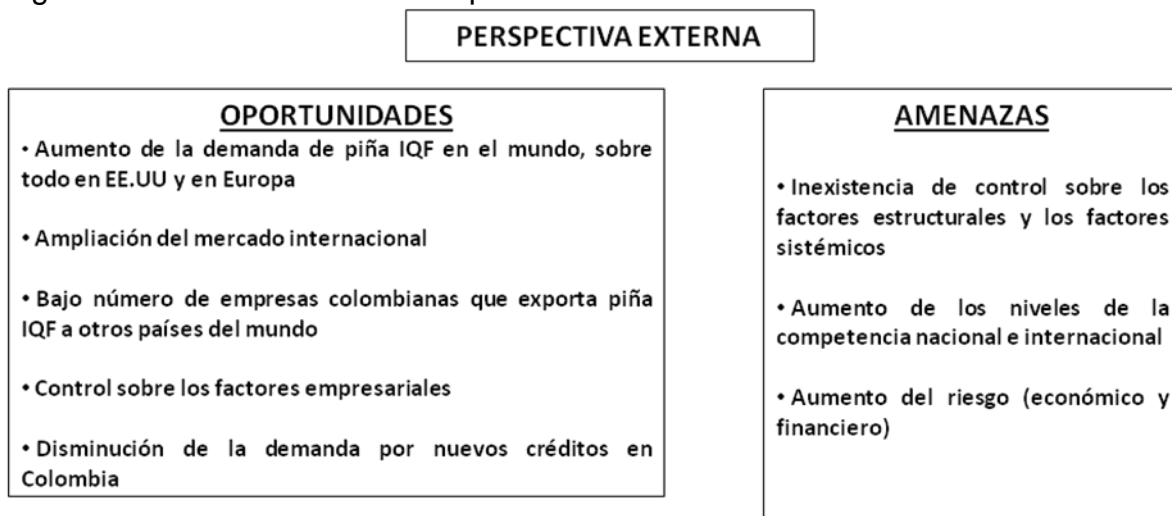 PERSPECTIVA EXTERNA
OPORTUNIDADES
• Aumento de la demanda de piña IQF en el mundo, sobre
todo en EE.UU y en Europa
• Ampliación del mercado internacional
• Bajo número de empresas colombianas que exporta piña
IQF a otros países del mundo
• Control sobre los factores empresariales
• Disminución de la demanda por nuevos créditos en
Colombia
AMENAZAS
• Inexistencia de control sobre los
factores estructurales y los factores
sistémicos
• Aumento de los niveles de la
competencia nacional e internacional
• Aumento del riesgo (económico y
financiero)